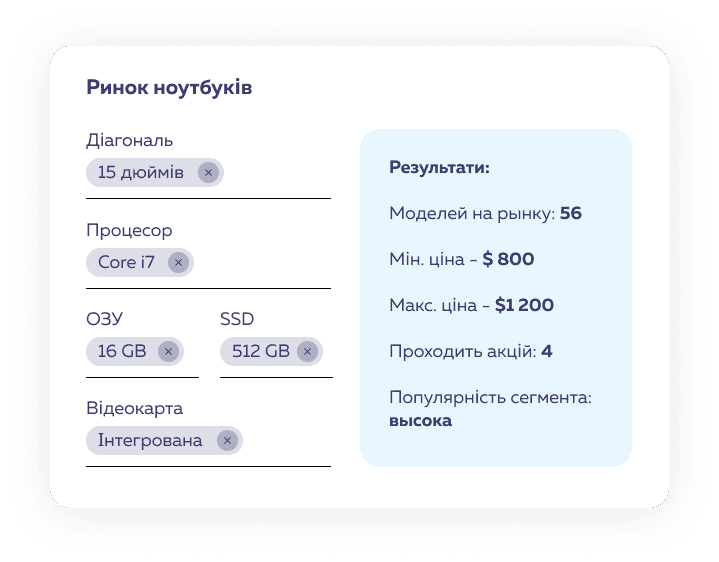 Ринок ноутбуків
Діагональ
15 дюймів ×
Процесор
Core i7 ×
ОЗУ
16 GB ×
SSD
512 GB ×
Відеокарта
Інтегрована ×
Результати:
Моделей на рынку: 56
Мін. ціна - $ 800
Макс. ціна - $1 200
Проходить акцій: 4
Популярність сегмента:
высока